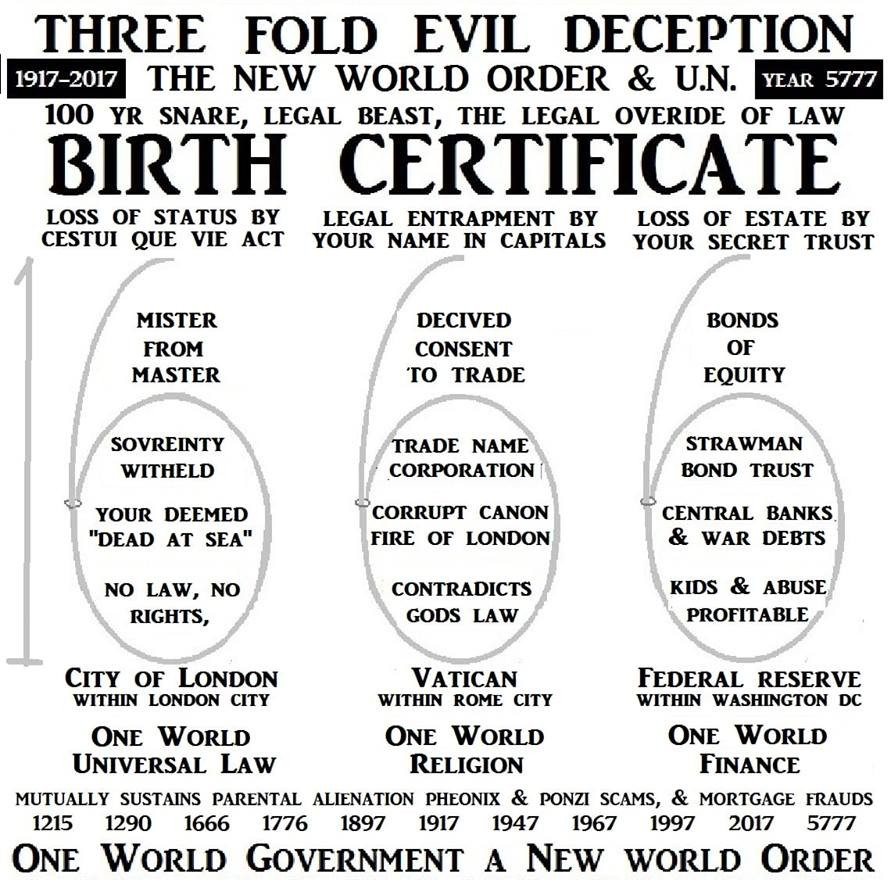 THREE FOLD EVIL DECEPTION
1917-2017 THE NEW WORLD ORDER & U.N. YEAR 5777
100 YR SNARE, LEGAL BEAST, THE LEGAL OVERIDE OF LAW
BIRTH CERTIFICATE
LOSS OF STATUS BY
CESTUI QUE VIE ACT
LEGAL ENTRAPMENT BY
YOUR NAME IN CAPITALS
LOSS OF ESTATE BY
YOUR SECRET TRUST
1
6
MISTER
FROM
MASTER
SOVREINTY
WITHELD
YOUR DEEMED
"DEAD AT SEA"
NO LAW, NO
RIGHTS,
6
DECIVED
CONSENT
TO TRADE
TRADE NAME
CORPORATION
CORRUPT CANON
FIRE OF LONDON
CONTRADICTS
GODS LAW
6
BONDS
OF
EQUITY
STRAWMAN
BOND TRUST
CENTRAL BANKS
& WAR DEBTS
KIDS & ABUSE
PROFITABLE
CITY OF LONDON
WITHIN LONDON CITY
VATICAN
WITHIN ROME CITY
FEDERAL RESERVE
WITHIN WASHINGTON DC
ONE WORLD
UNIVERSAL LAW
ONE WORLD
RELIGION
ONE WORLD
FINANCE
MUTUALLY SUSTAINS PARENTAL ALIENATION PHEONIX & PONZI SCAMS, & MORTGAGE FRAUDS
1215 1290 1666 1776 1897 1917 1947 1967 1997 2017 5777
ONE WORLD GOVERNMENT A NEW WORLD ORDER